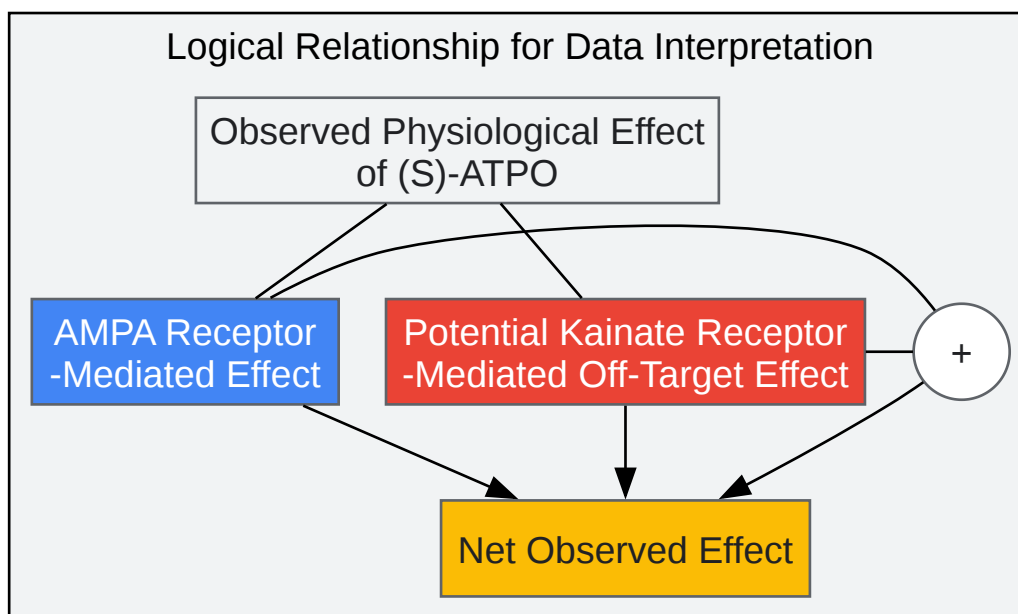 Logical Relationship for Data Interpretation
Observed Physiological Effect
of (S)-ATPO
AMPA Receptor
-Mediated Effect
Potential Kainate Receptor
-Mediated Off-Target Effect
+
Net Observed Effect